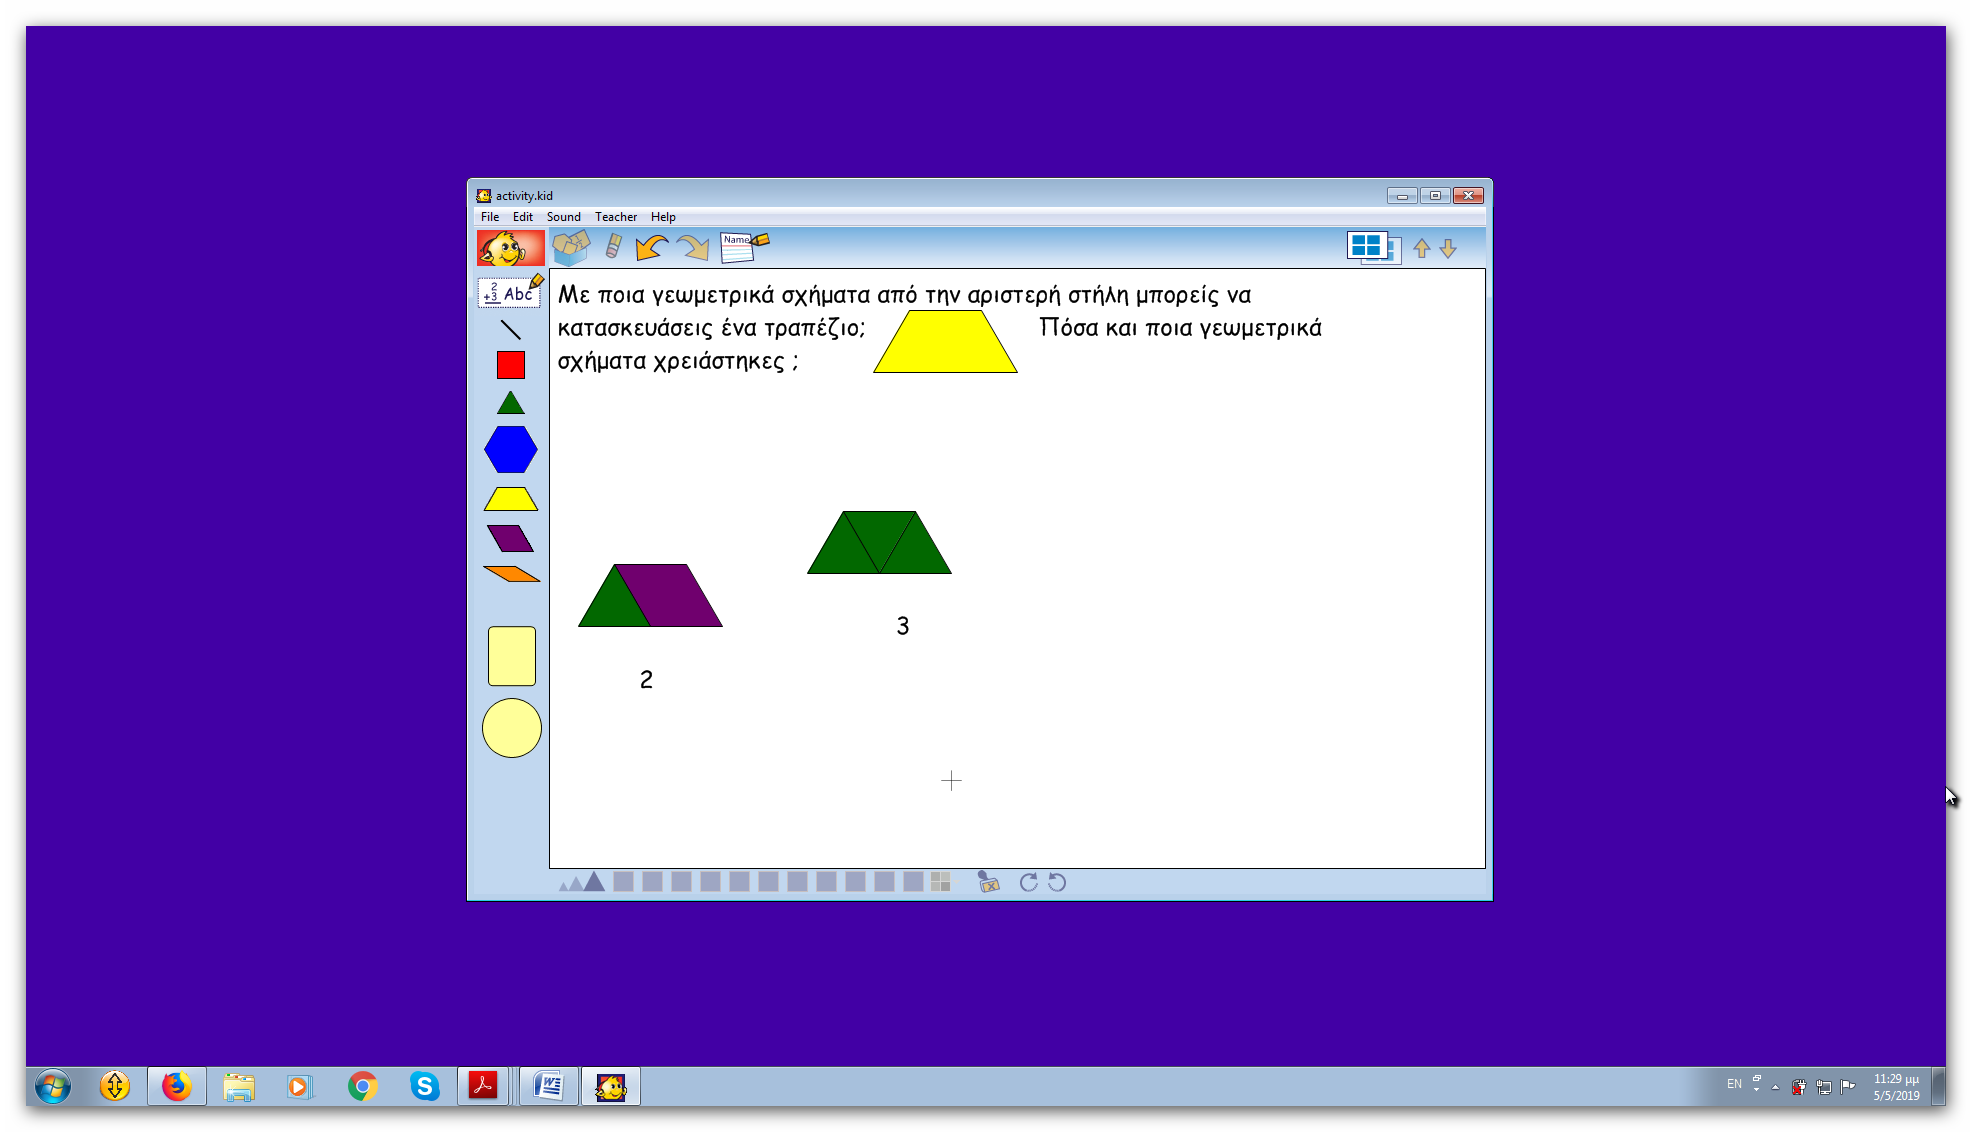 activity.kid
File Edit Sound Teacher Help
Name
2
+3 Abc
Με ποια γεωμετρικά σχήματα από την αριστερή στήλη μπορείς να
κατασκευάσεις ένα τραπέζιο; Πόσα και ποια γεωμετρικά
σχήματα χρειάστηκες ;
3
2
EN
11:29 μμ
5/5/2019